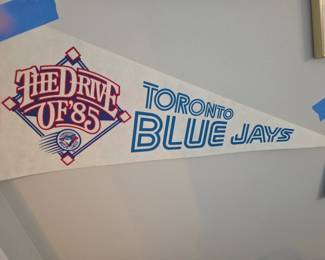 THE DRIVE
OF '85
TORONTO
BLUE JAYS